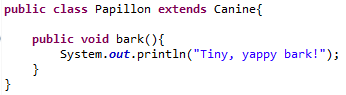 public class Papillon extends Canine{
public void bark(){
System.out.println("Tiny, yappy bark!");
}
}